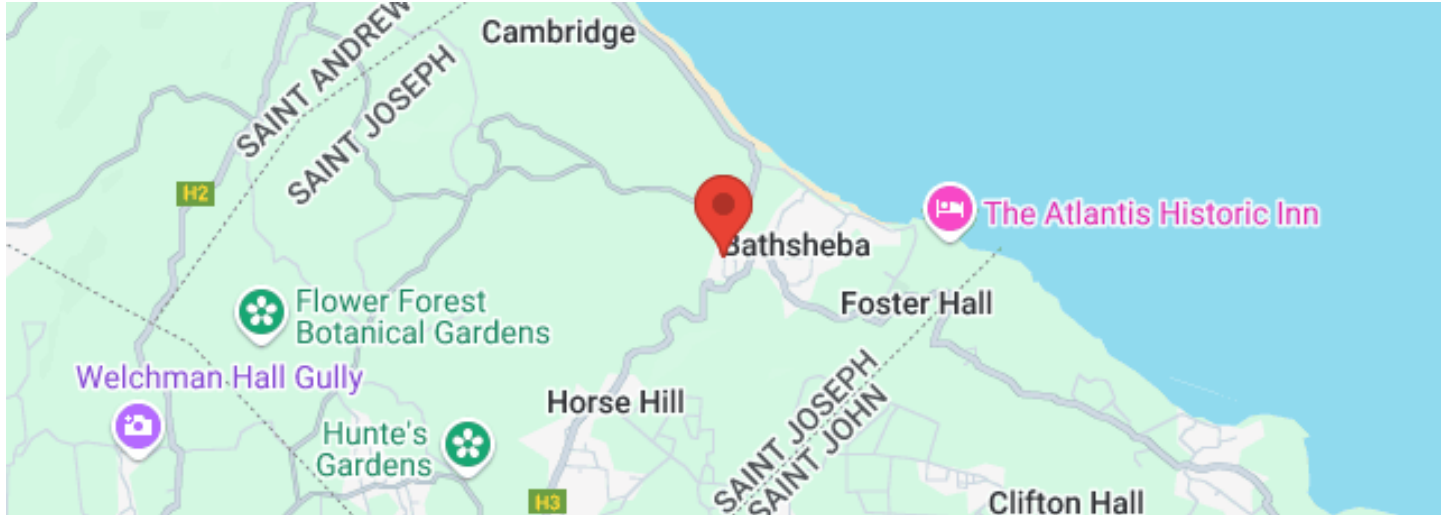 Cambridge
SAINT ANDREW
SAINT JOSEPH
H2
The Atlantis Historic Inn
Bathsheba
Flower Forest
Botanical Gardens
Foster Hall
Welchman Hall Gully
Horse Hill
SAINT JOSEPH
SAINT JOHN
Hunte's
Gardens
H3
Clifton Hall